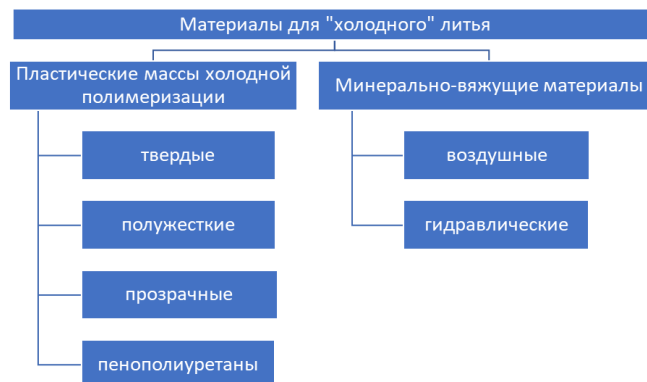 Материалы для "холодного" литья
Пластические массы холодной
полимеризации
твердые
полужесткие
прозрачные
пенополиуретаны
Минерально-вяжущие материалы
воздушные
гидравлические